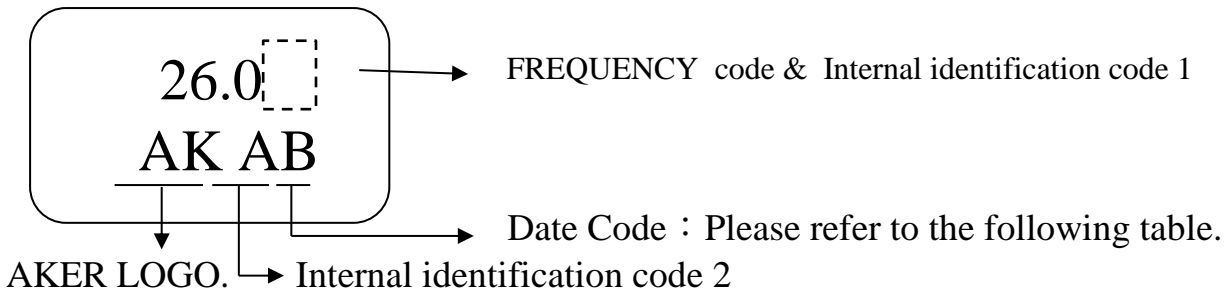 26.0
FREQUENCY code & Internal identification code 1
AK AB
Date Code：Please refer to the following table.
AKER LOGO.
Internal identification code 2